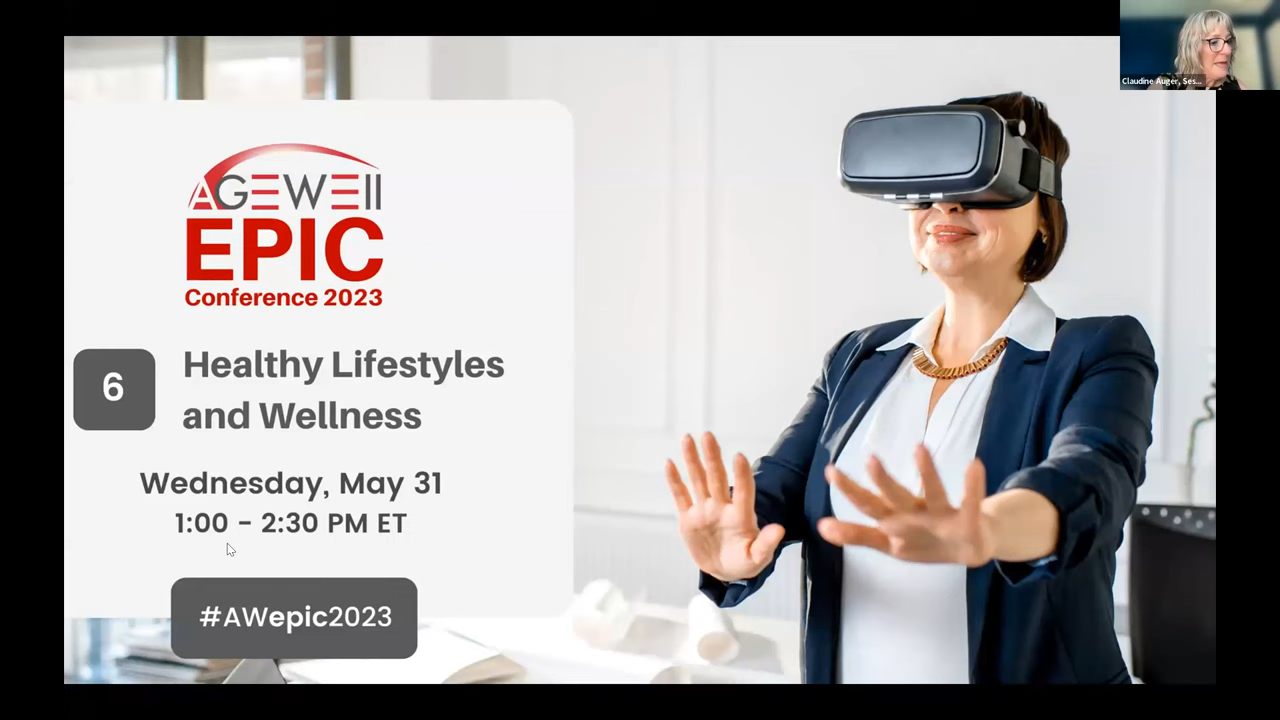 AGEWEll
EPIC
Conference 2023
6
Healthy Lifestyles
and Wellness
Wednesday, May 31
1:00 - 2:30 PM ET
#AWepic2023
Claudine Auger, Ses...